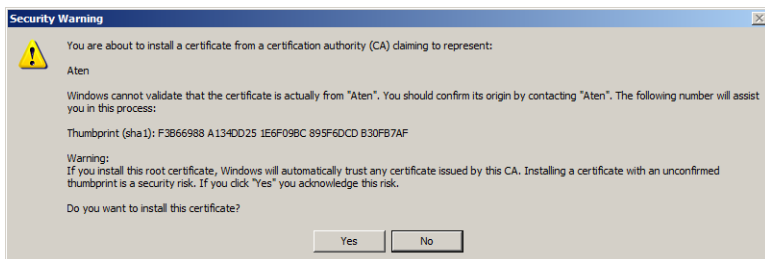 Security Warning
You are about to install a certificate from a certification authority (CA) claiming to represent:
Aten
Windows cannot validate that the certificate is actually from "Aten". You should confirm its origin by contacting "Aten". The following number will assist
you in this process:
Thumbprint (sha1): F3B66988 A134DD25 1E6F09BC 895F6DCD B30FB7AF
Warning:
If you install this root certificate, Windows will automatically trust any certificate issued by this CA. Installing a certificate with an unconfirmed
thumbprint is a security risk. If you click "Yes" you acknowledge this risk.
Do you want to install this certificate?
Yes No